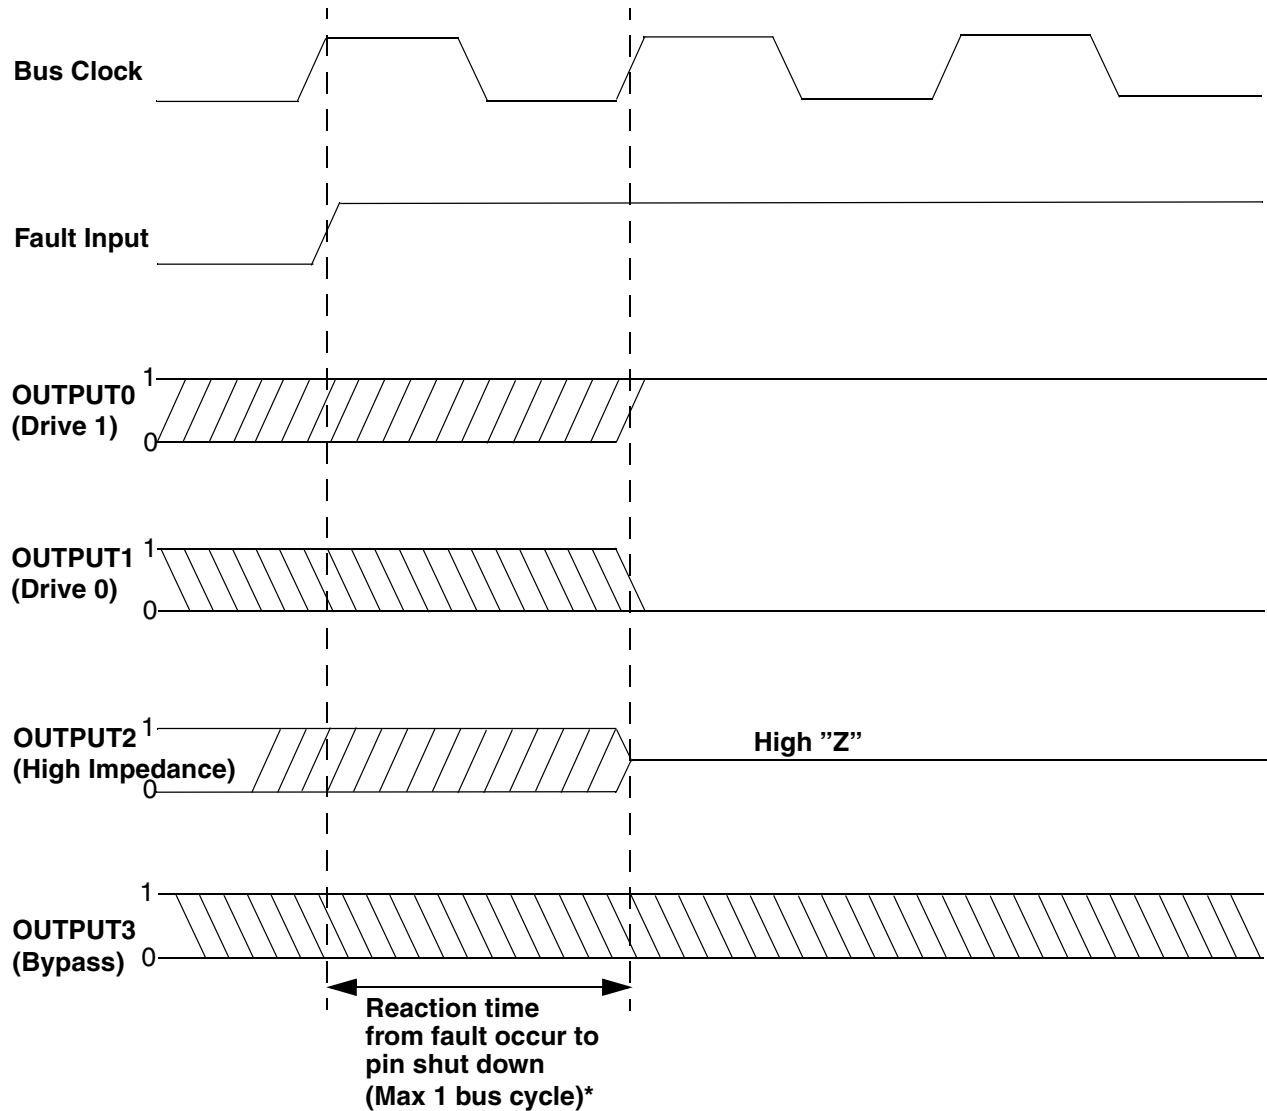 Bus Clock
Fault Input
1
OUTPUT0
(Drive 1)
0
1
OUTPUT1
(Drive 0)
0
1
OUTPUT2
(High Impedance)
0
High ”Z”
1
OUTPUT3
(Bypass)
0
Reaction time
from fault occur to
pin shut down
(Max 1 bus cycle)*